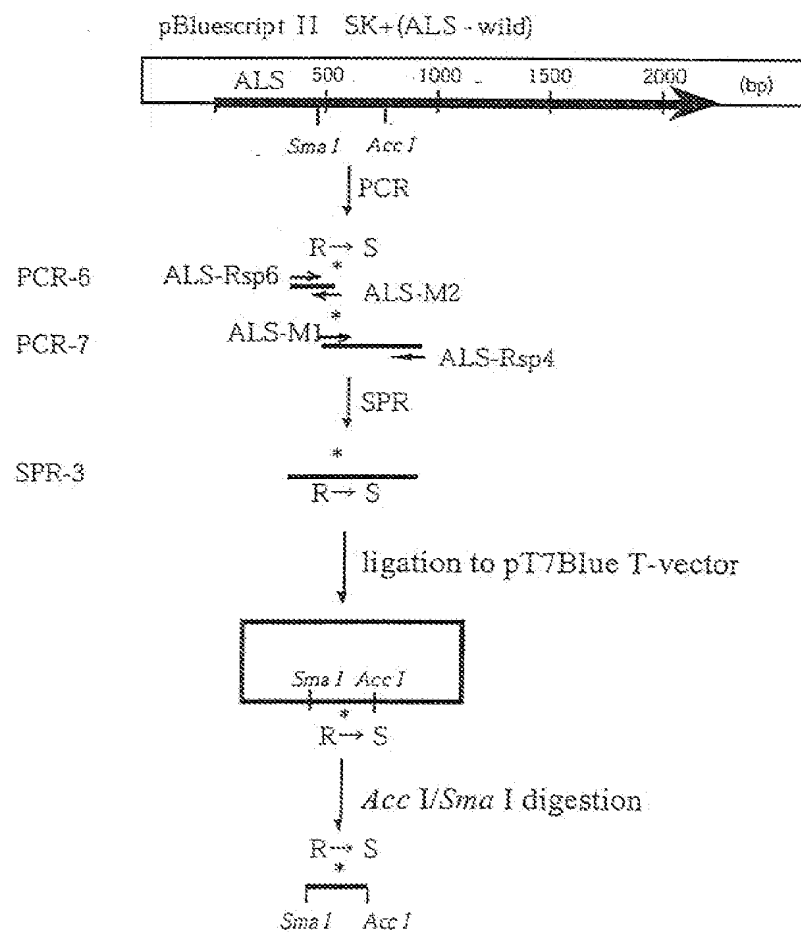 pBluescript II SK+(ALS - wild)
ALS 500 1000 1500 2000 (bp)
Sma I Acc I
PCR
R→ S
*
PCR-6 ALS-Rsp6
ALS-M2
*
PCR-7 ALS-M1
ALS-Rsp4
SPR
*
SPR-3
R→ S
ligation to pT7Blue T-vector
Sma I Acc I
*
R→ S
Acc I/Sma I digestion
R→ S
*
Sma I Acc I